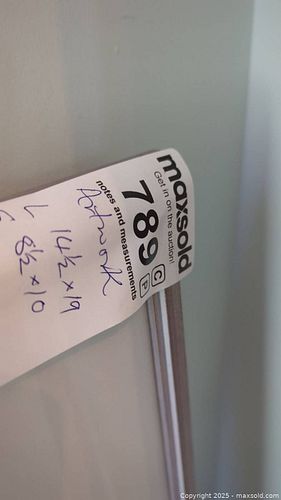 maxsold
Get in on the auction!
789
C
P
notes and measurements
Artwork
14½ x 19
L 8½ x 10
Copyright © 2025 - maxsold.com